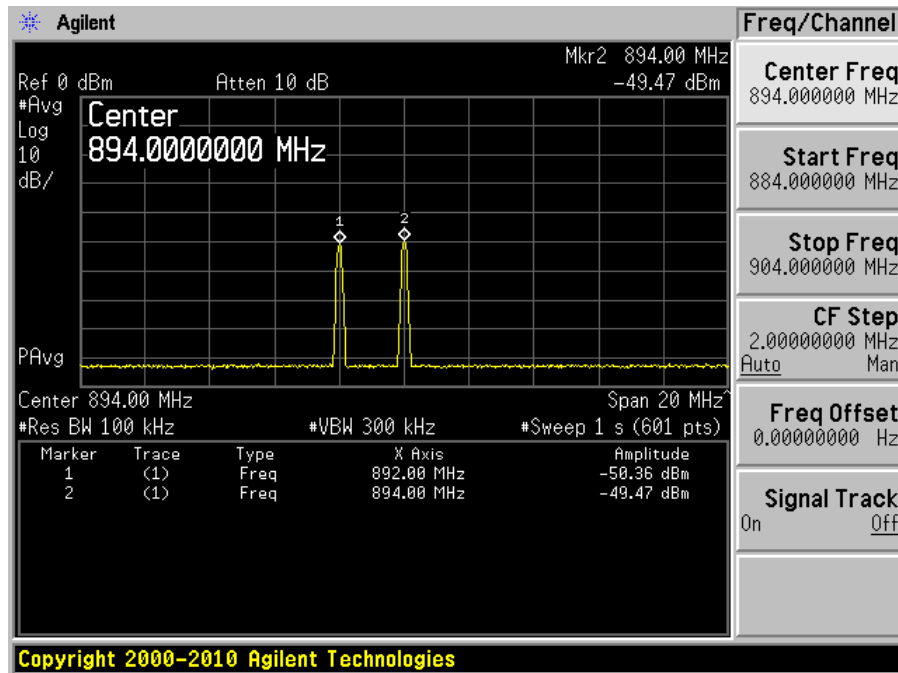 Agilent
Freq/Channel
Mkr2 894.00 MHz
Ref 0 dBm Atten 10 dB -49.47 dBm
#Avg
Log
10
dB/
Center
894.0000000 MHz
1 2
PAvg
Center 894.00 MHz Span 20 MHz^
#Res BW 100 kHz #VBW 300 kHz #Sweep 1 s (601 pts)
Marker Trace Type X Axis Amplitude
1 (1) Freq 892.00 MHz -50.36 dBm
2 (1) Freq 894.00 MHz -49.47 dBm
Center Freq
894.000000 MHz
Start Freq
884.000000 MHz
Stop Freq
904.000000 MHz
CF Step
2.00000000 MHz
Auto Man
Freq Offset
0.00000000 Hz
Signal Track
On Off
Copyright 2000-2010 Agilent Technologies